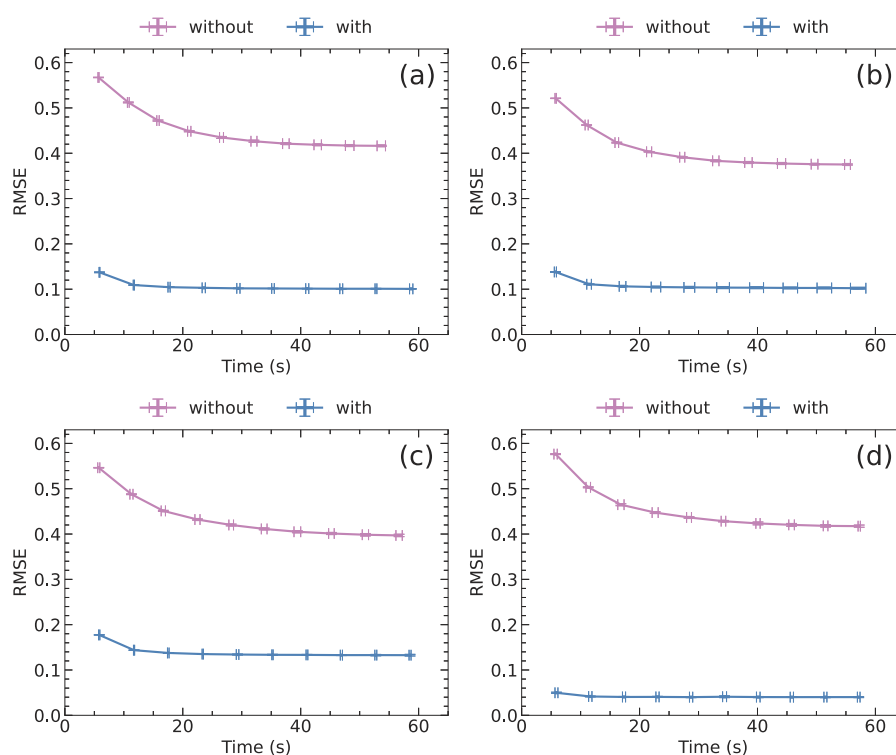 without with without with
(a) (b)
0.6 0.6
0.5 0.5
0.4 0.4
RMSE RMSE
0.3 0.3
0.2 0.2
0.1 0.1
0.0 0.0
0 20 40 60 0 20 40 60
Time (s) Time (s)
without with without with
(c) (d)
0.6 0.6
0.5 0.5
0.4 0.4
RMSE RMSE
0.3 0.3
0.2 0.2
0.1 0.1
0.0 0.0
0 20 40 60 0 20 40 60
Time (s) Time (s)